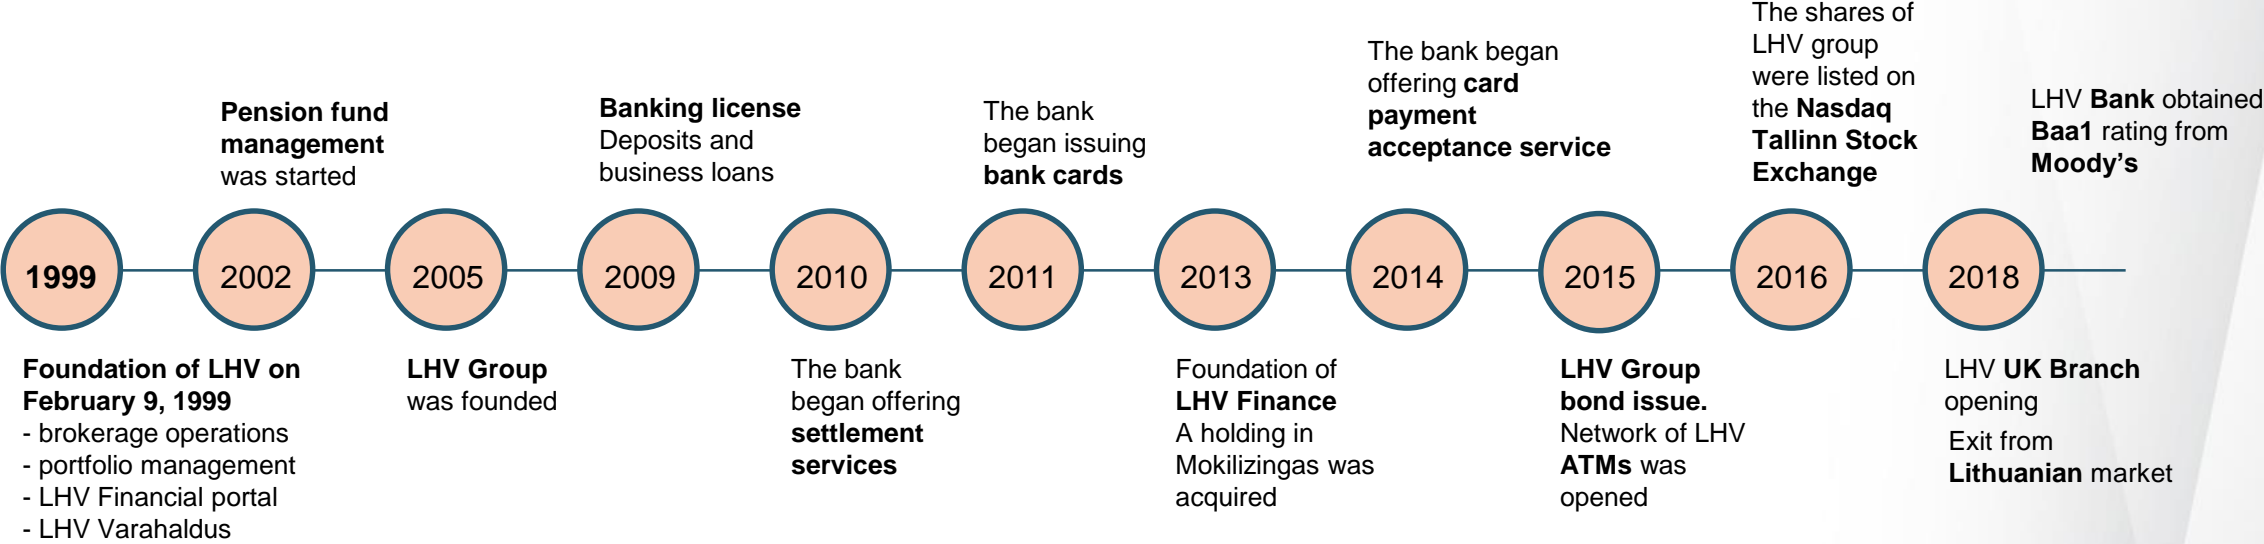 The shares of
LHV group
were listed on
the Nasdaq
Tallinn Stock
Exchange
The bank began
offering card
payment
acceptance service
LHV Bank obtained
Baa1 rating from
Moody’s
Pension fund
management
was started
Banking license
Deposits and
business loans
The bank
began issuing
bank cards
1999
2002
2005
2009
2010
2011
2013
2014
2015
2016
2018
Foundation of LHV on
February 9, 1999
- brokerage operations
- portfolio management
- LHV Financial portal
- LHV Varahaldus
LHV Group
was founded
The bank
began offering
settlement
services
Foundation of
LHV Finance
A holding in
Mokilizingas was
acquired
LHV Group
bond issue.
Network of LHV
ATMs was
opened
LHV UK Branch
opening
Exit from
Lithuanian market